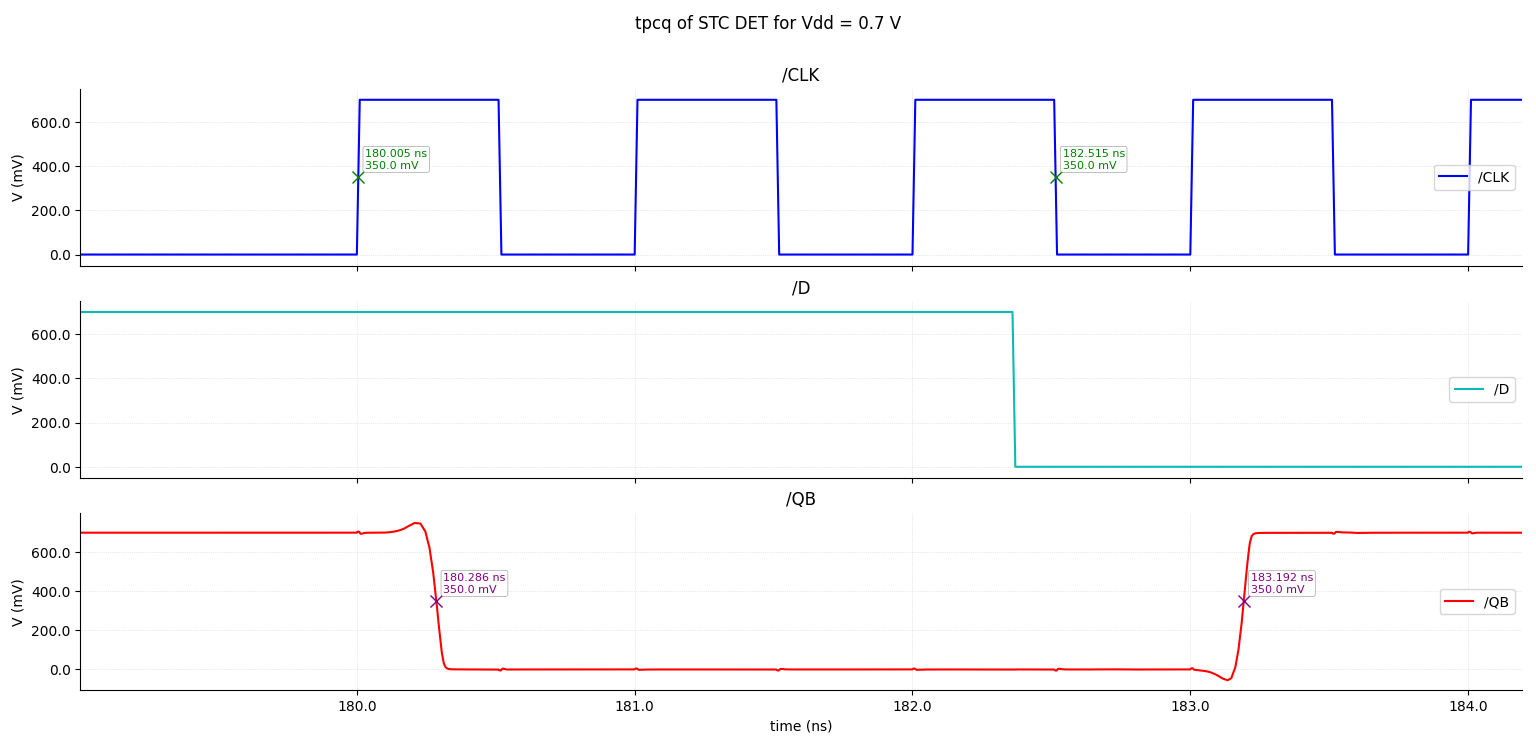 tpcq of STC DET for Vdd = 0.7 V
/CLK
V (mV)
600.0
400.0
200.0
0.0
180.005 ns
350.0 mV
182.515 ns
350.0 mV
/CLK
/D
V (mV)
600.0
400.0
200.0
0.0
/D
/QB
V (mV)
600.0
400.0
200.0
0.0
180.286 ns
350.0 mV
183.192 ns
350.0 mV
/QB
180.0 181.0 182.0 183.0 184.0
time (ns)